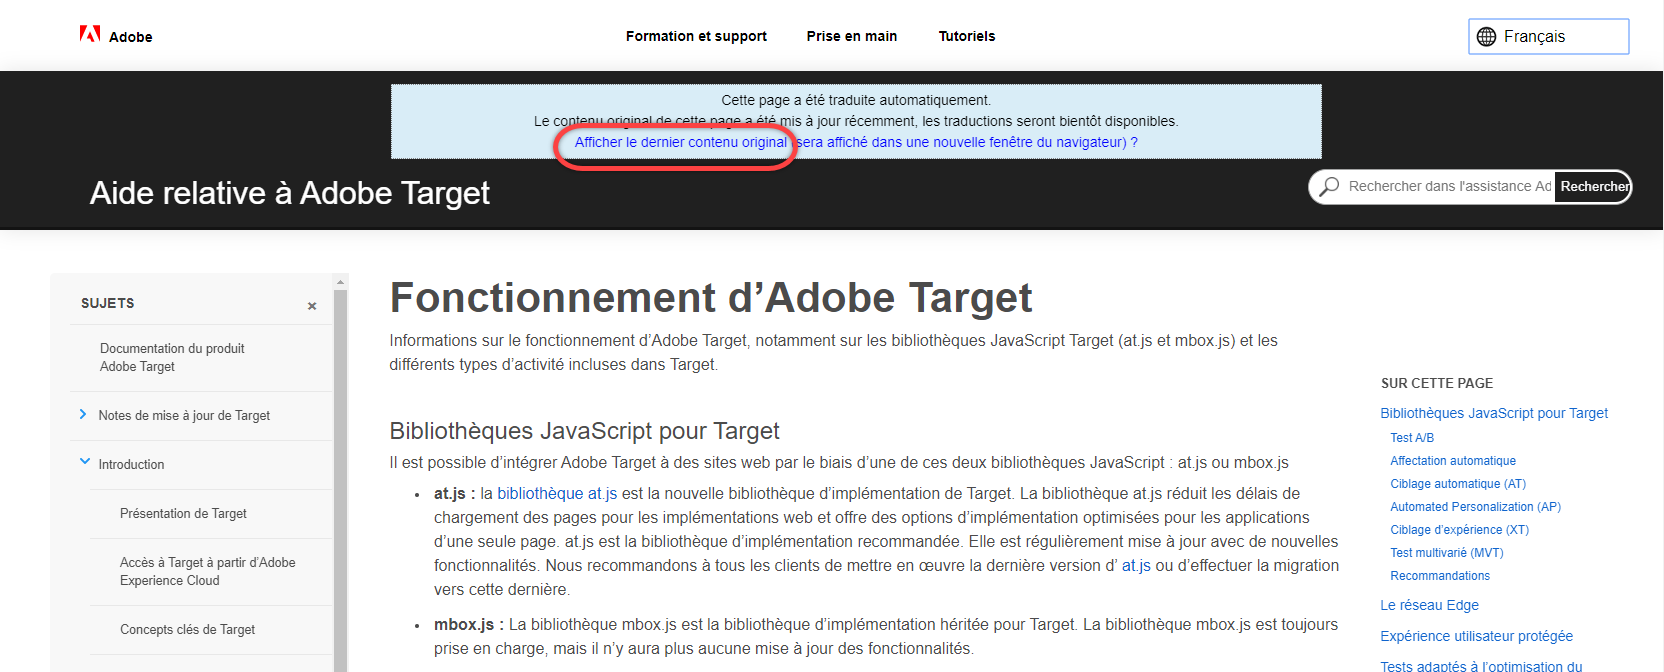 Adobe
Formation et support
Prise en main
Tutoriels
Français
Cette page a été traduite automatiquement.
Le contenu original de cette page a été mis à jour récemment, les traductions seront bientôt disponibles.
Afficher le dernier contenu original (sera affiché dans une nouvelle fenêtre du navigateur) ?
Aide relative à Adobe Target
Rechercher dans l'assistance Ad
Rechercher
SUJETS
×
Documentation du produit
Adobe Target
Notes de mise à jour de Target
Introduction
Présentation de Target
Accès à Target à partir d’Adobe
Experience Cloud
Concepts clés de Target
Fonctionnement d’Adobe Target
Informations sur le fonctionnement d’Adobe Target, notamment sur les bibliothèques JavaScript Target (at.js et mbox.js) et les
différents types d’activité incluses dans Target.
Bibliothèques JavaScript pour Target
Il est possible d’intégrer Adobe Target à des sites web par le biais d’une de ces deux bibliothèques JavaScript : at.js ou mbox.js
• at.js : la bibliothèque at.js est la nouvelle bibliothèque d’implémentation de Target. La bibliothèque at.js réduit les délais de
chargement des pages pour les implémentations web et offre des options d’implémentation optimisées pour les applications
d’une seule page. at.js est la bibliothèque d’implémentation recommandée. Elle est régulièrement mise à jour avec de nouvelles
fonctionnalités. Nous recommandons à tous les clients de mettre en œuvre la dernière version d’ at.js ou d’effectuer la migration
vers cette dernière.
• mbox.js : La bibliothèque mbox.js est la bibliothèque d’implémentation héritée pour Target. La bibliothèque mbox.js est toujours
prise en charge, mais il n’y aura plus aucune mise à jour des fonctionnalités.
SUR CETTE PAGE
Bibliothèques JavaScript pour Target
Test A/B
Affectation automatique
Ciblage automatique (AT)
Automated Personalization (AP)
Ciblage d’expérience (XT)
Test multivarié (MVT)
Recommandations
Le réseau Edge
Expérience utilisateur protégée
Tests adaptés à l’optimisation du